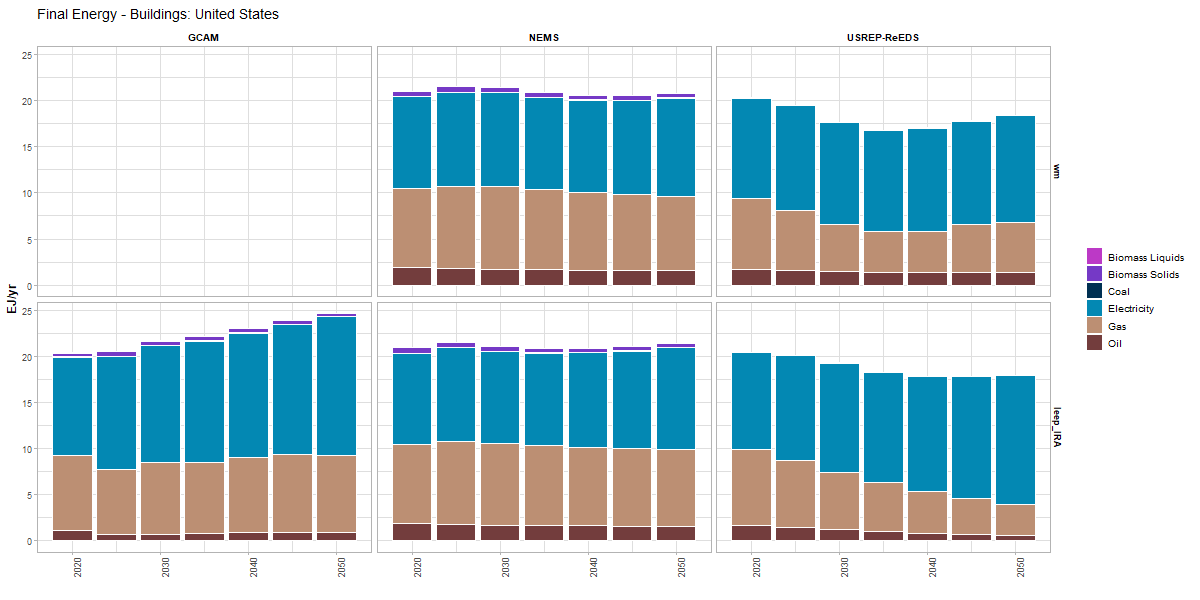 Final Energy - Buildings: United States
GCAM
NEMS
USREP-ReEDS
EJ/yr
25
20
15
10
5
0
wm
25
20
15
10
5
0
leep_IRA
2020
2030
2040
2050
2020
2030
2040
2050
2020
2030
2040
2050
Biomass Liquids
Biomass Solids
Coal
Electricity
Gas
Oil